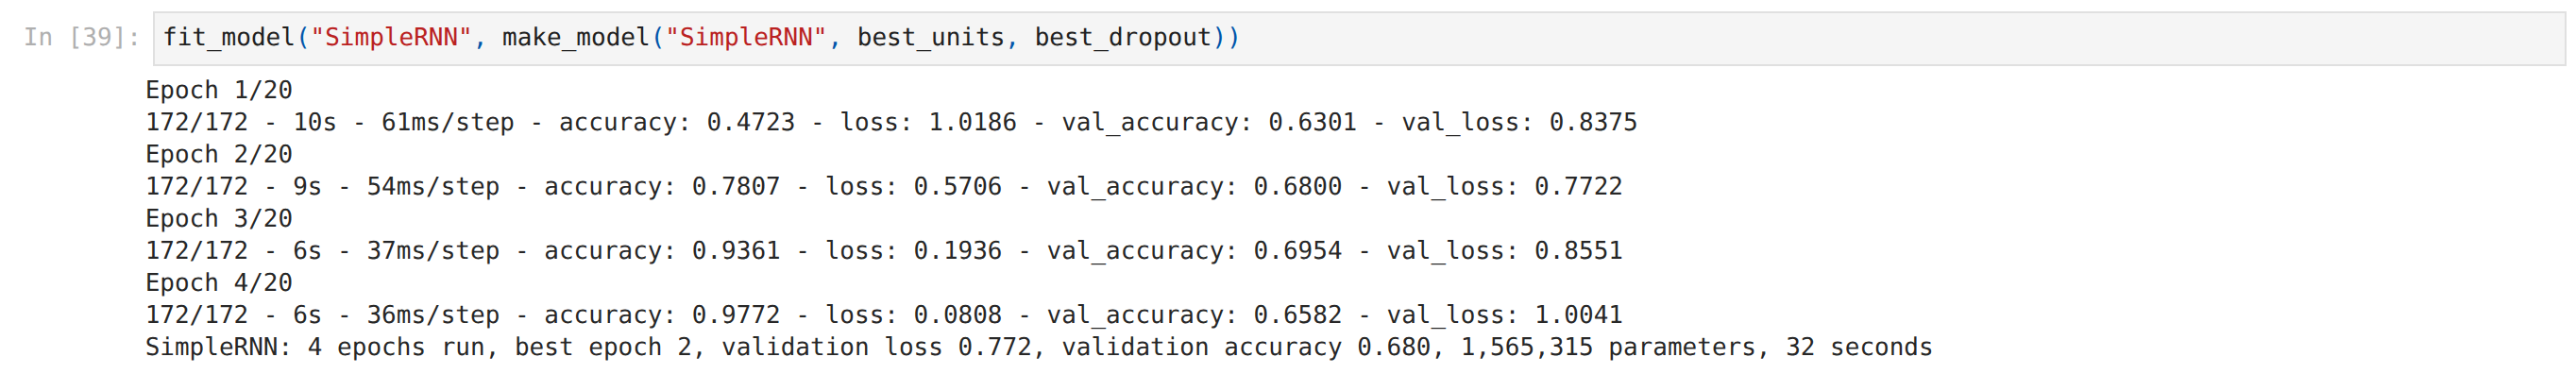 In [39]: fit_model("SimpleRNN", make_model("SimpleRNN", best_units, best_dropout))
Epoch 1/20
172/172 - 10s - 61ms/step - accuracy: 0.4723 - loss: 1.0186 - val_accuracy: 0.6301 - val_loss: 0.8375
Epoch 2/20
172/172 - 9s - 54ms/step - accuracy: 0.7807 - loss: 0.5706 - val_accuracy: 0.6800 - val_loss: 0.7722
Epoch 3/20
172/172 - 6s - 37ms/step - accuracy: 0.9361 - loss: 0.1936 - val_accuracy: 0.6954 - val_loss: 0.8551
Epoch 4/20
172/172 - 6s - 36ms/step - accuracy: 0.9772 - loss: 0.0808 - val_accuracy: 0.6582 - val_loss: 1.0041
SimpleRNN: 4 epochs run, best epoch 2, validation loss 0.772, validation accuracy 0.680, 1,565,315 parameters, 32 seconds